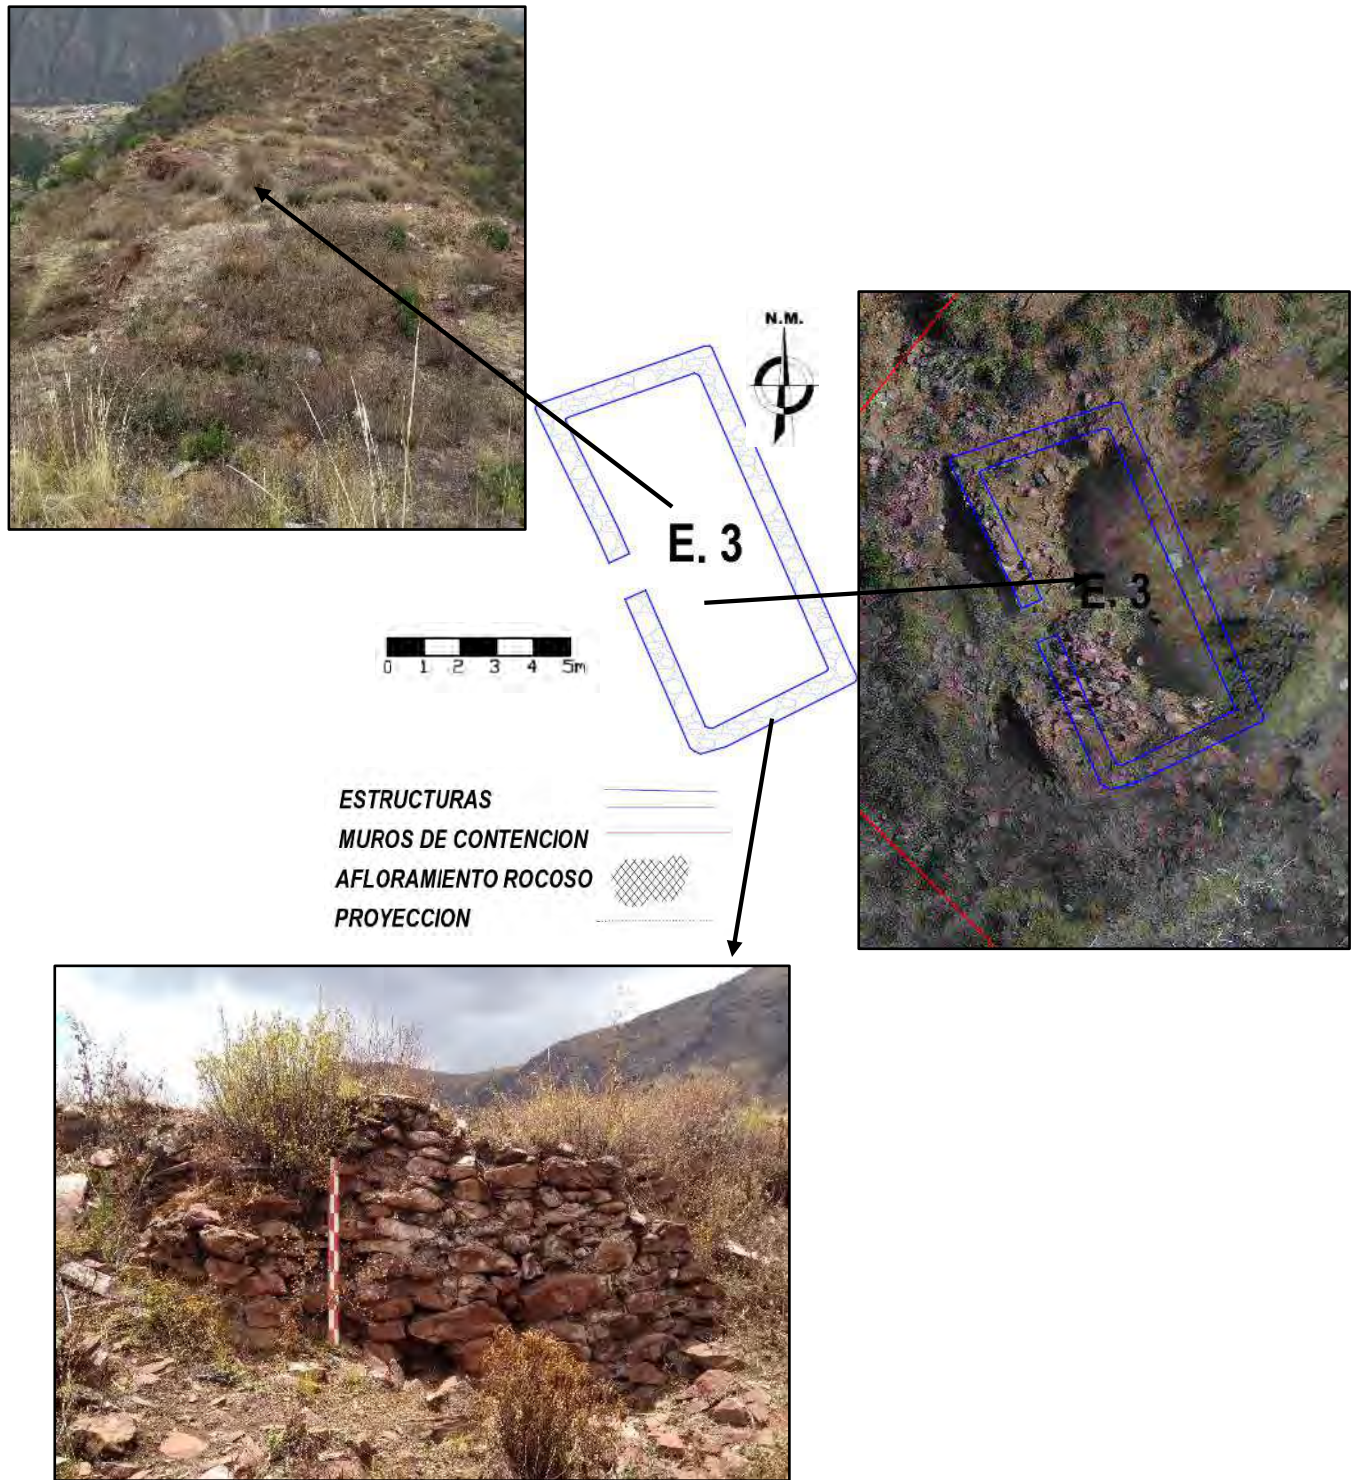 N.M.
E. 3
E. 3
0 1 2 3 4 5m
ESTRUCTURAS
MUROS DE CONTENCION
AFLORAMIENTO ROCOSO
PROYECCION